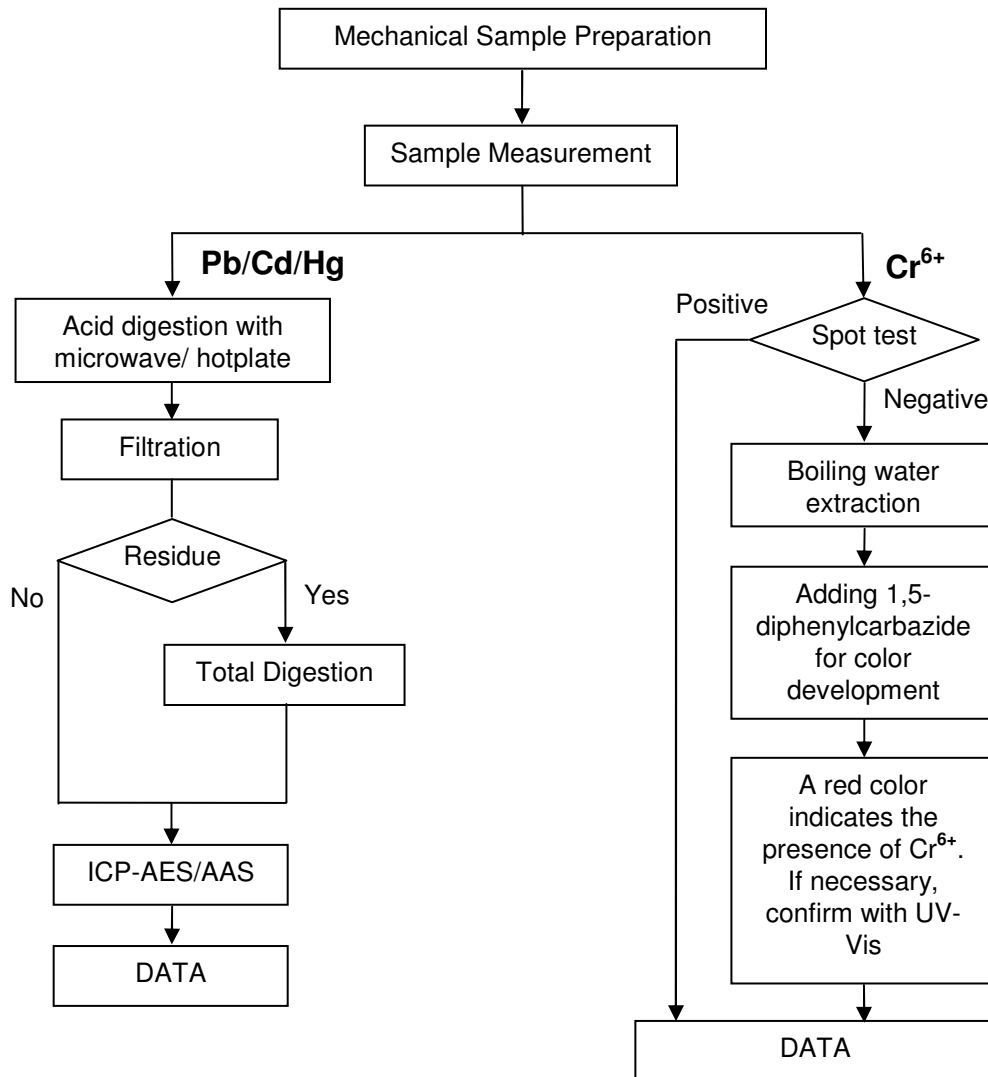 Mechanical Sample Preparation
Sample Measurement
Pb/Cd/Hg
Acid digestion with
microwave/ hotplate
Filtration
Residue
No
Yes
Total Digestion
ICP-AES/AAS
DATA
Cr⁶⁺
Positive
Spot test
Negative
Boiling water
extraction
Adding 1,5-
diphenylcarbazide
for color
development
A red color
indicates the
presence of Cr⁶⁺.
If necessary,
confirm with UV-
Vis
DATA